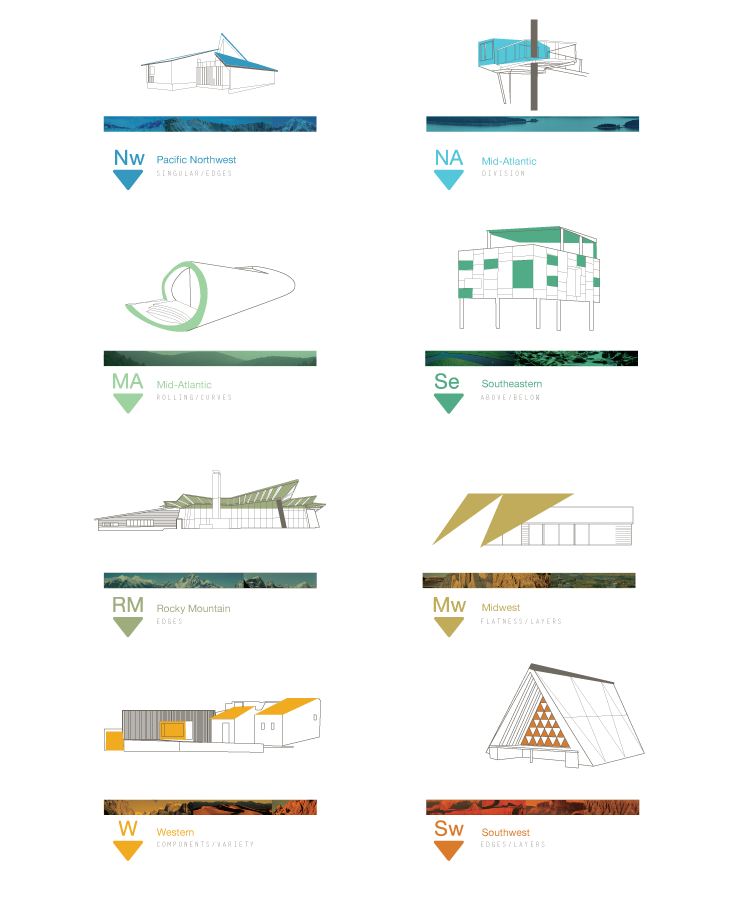 Nw Pacific Northwest
SINGULAR/EDGES
NA Mid-Atlantic
DIVISION
MA Mid-Atlantic
ROLLING/CURVES
Se Southeastern
ABOVE/BELOW
RM Rocky Mountain
EDGES
Mw Midwest
FLATNESS/LAYERS
W Western
COMPONENTS/VARIETY
Sw Southwest
EDGES/LAYERS